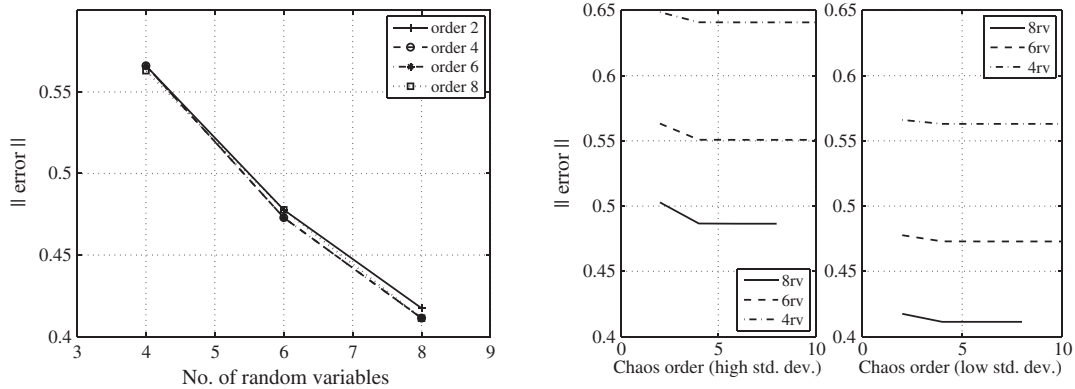 order 2
order 4
order 6
order 8
0.55
0.5
0.45
0.4
3
4
5
6
7
8
9
|| error ||
No. of random variables
0.65
0.6
0.55
0.5
0.45
0.4
0
5
10
|| error ||
8rv
6rv
4rv
Chaos order (high std. dev.)
0.65
0.6
0.55
0.5
0.45
0.4
0
5
10
8rv
6rv
4rv
Chaos order (low std. dev.)